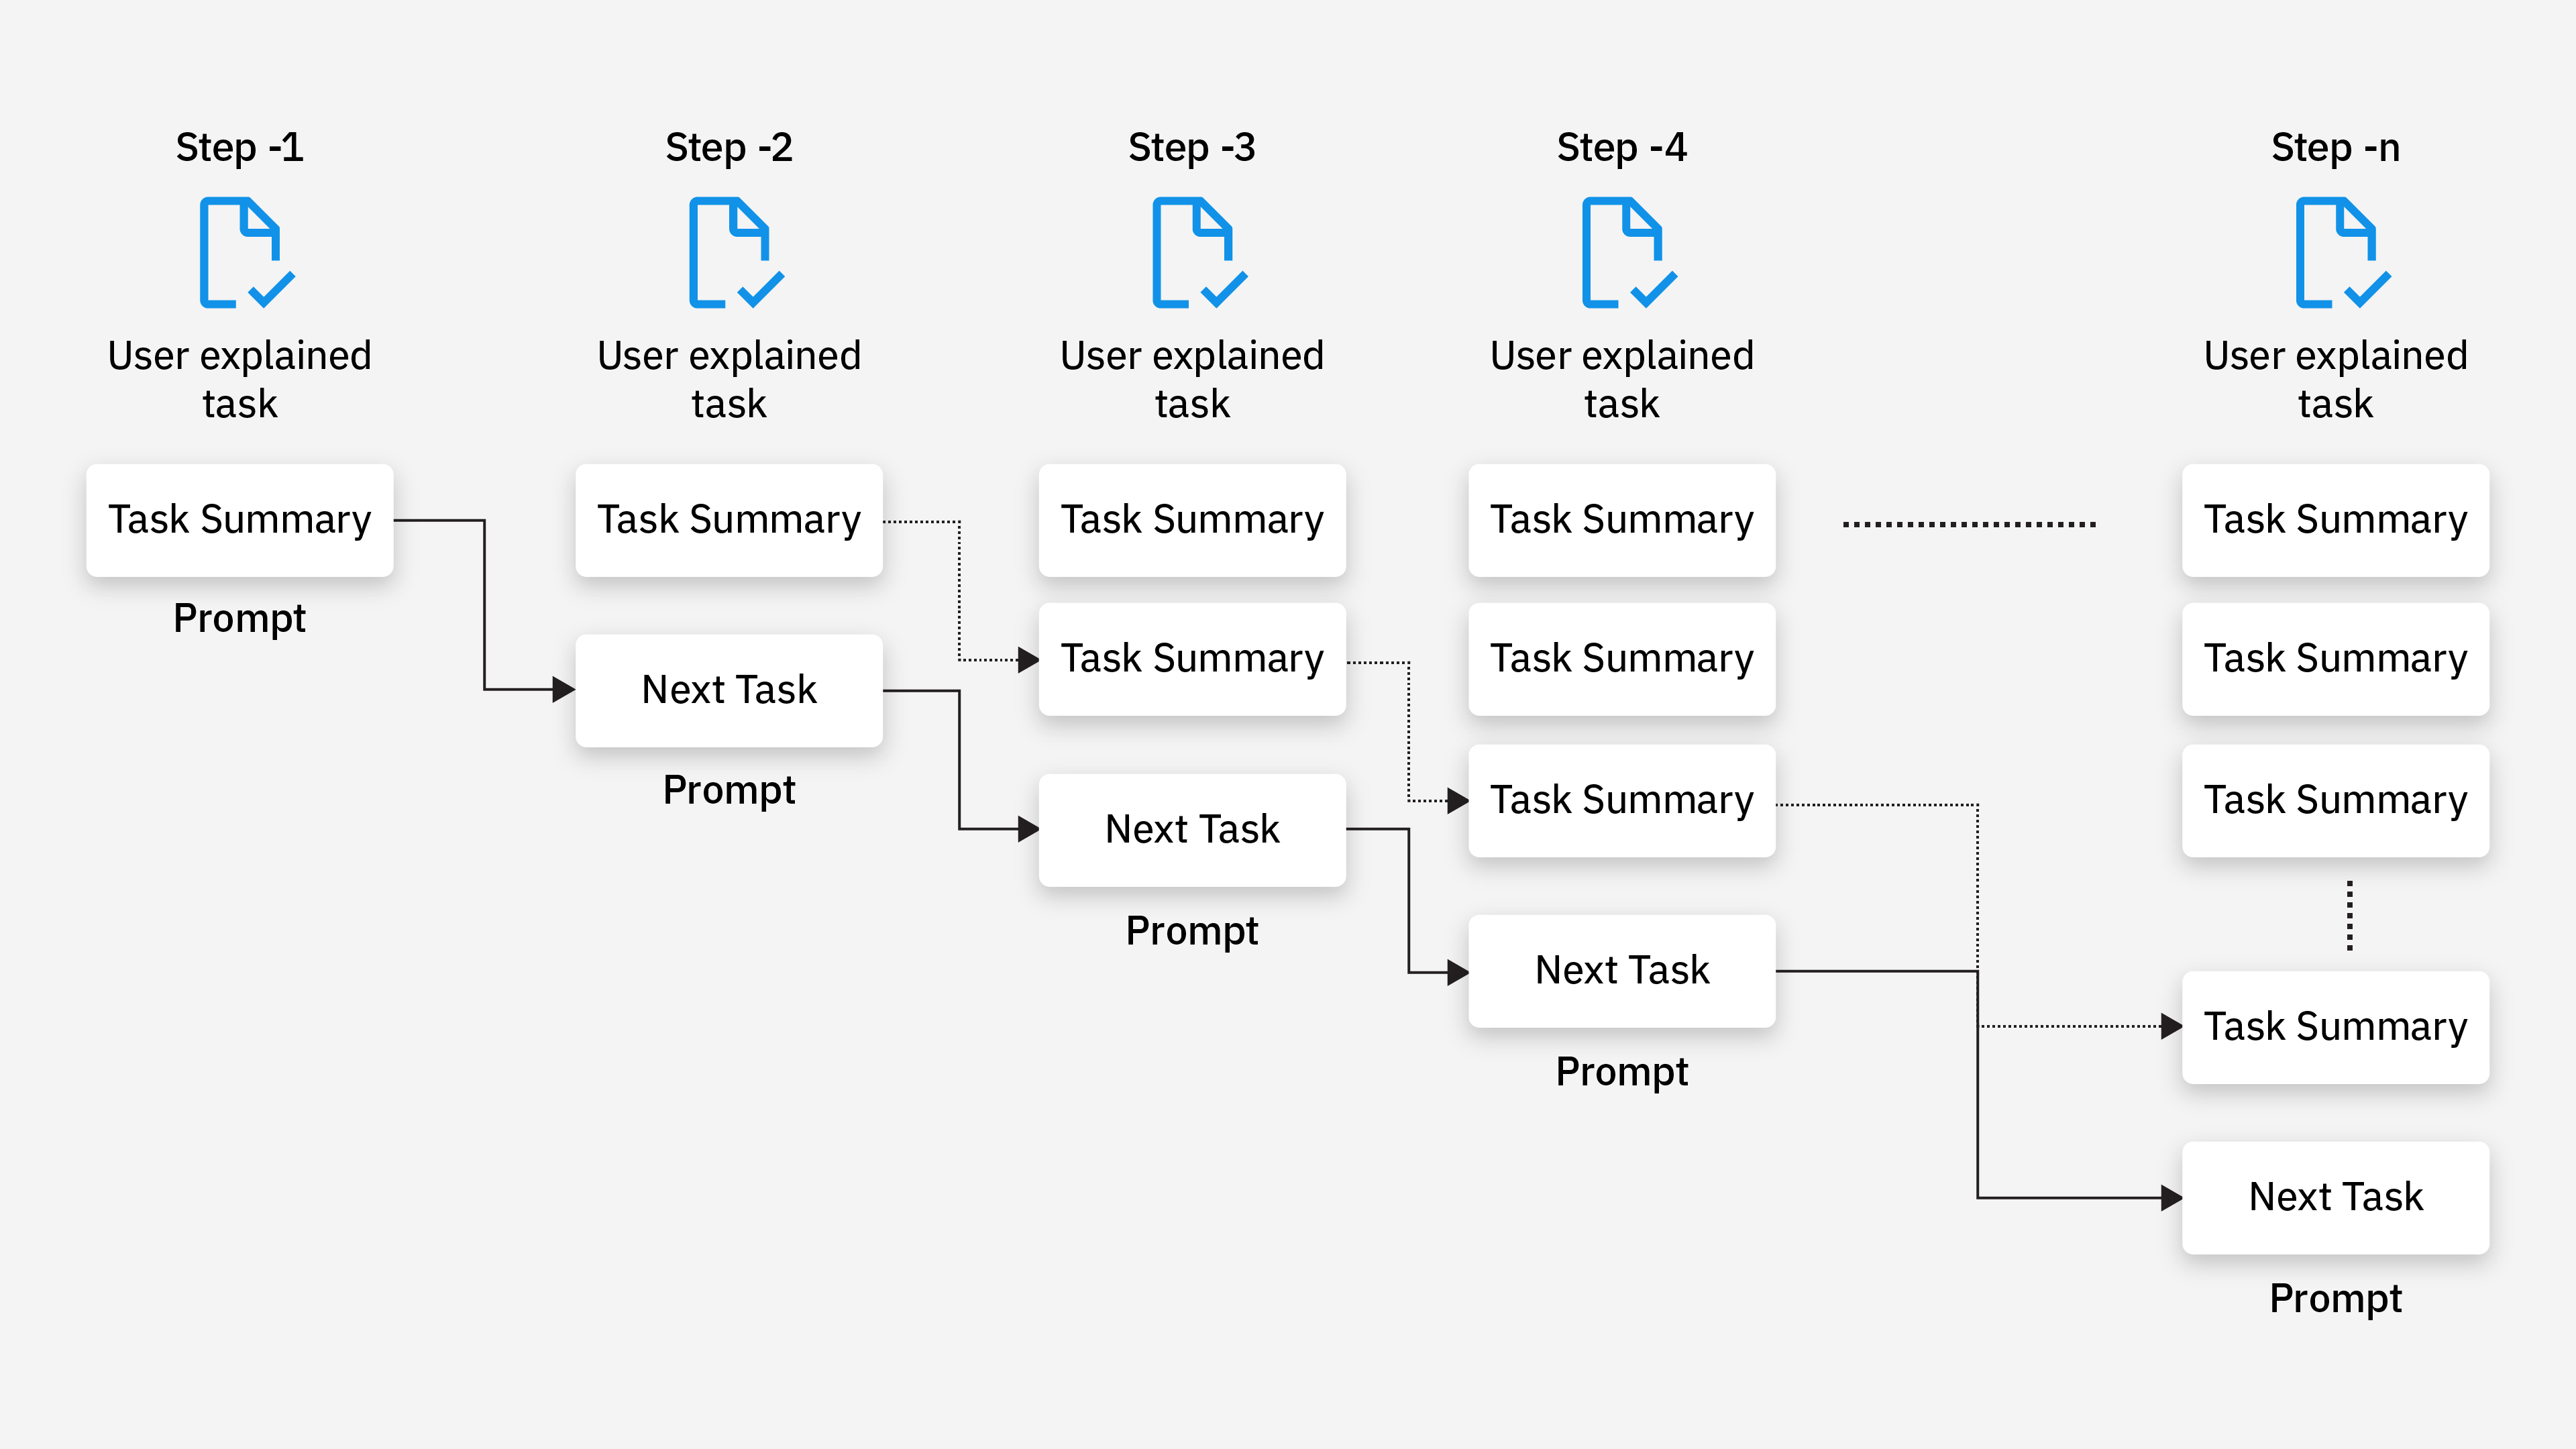 Step -1
User explained
task
Task Summary
Prompt
Step -2
User explained
task
Task Summary
Next Task
Prompt
Step -3
User explained
task
Task Summary
Task Summary
Next Task
Prompt
Step -4
User explained
task
Task Summary
Task Summary
Task Summary
Next Task
Prompt
Step -n
User explained
task
Task Summary
Task Summary
Task Summary
Task Summary
Next Task
Prompt